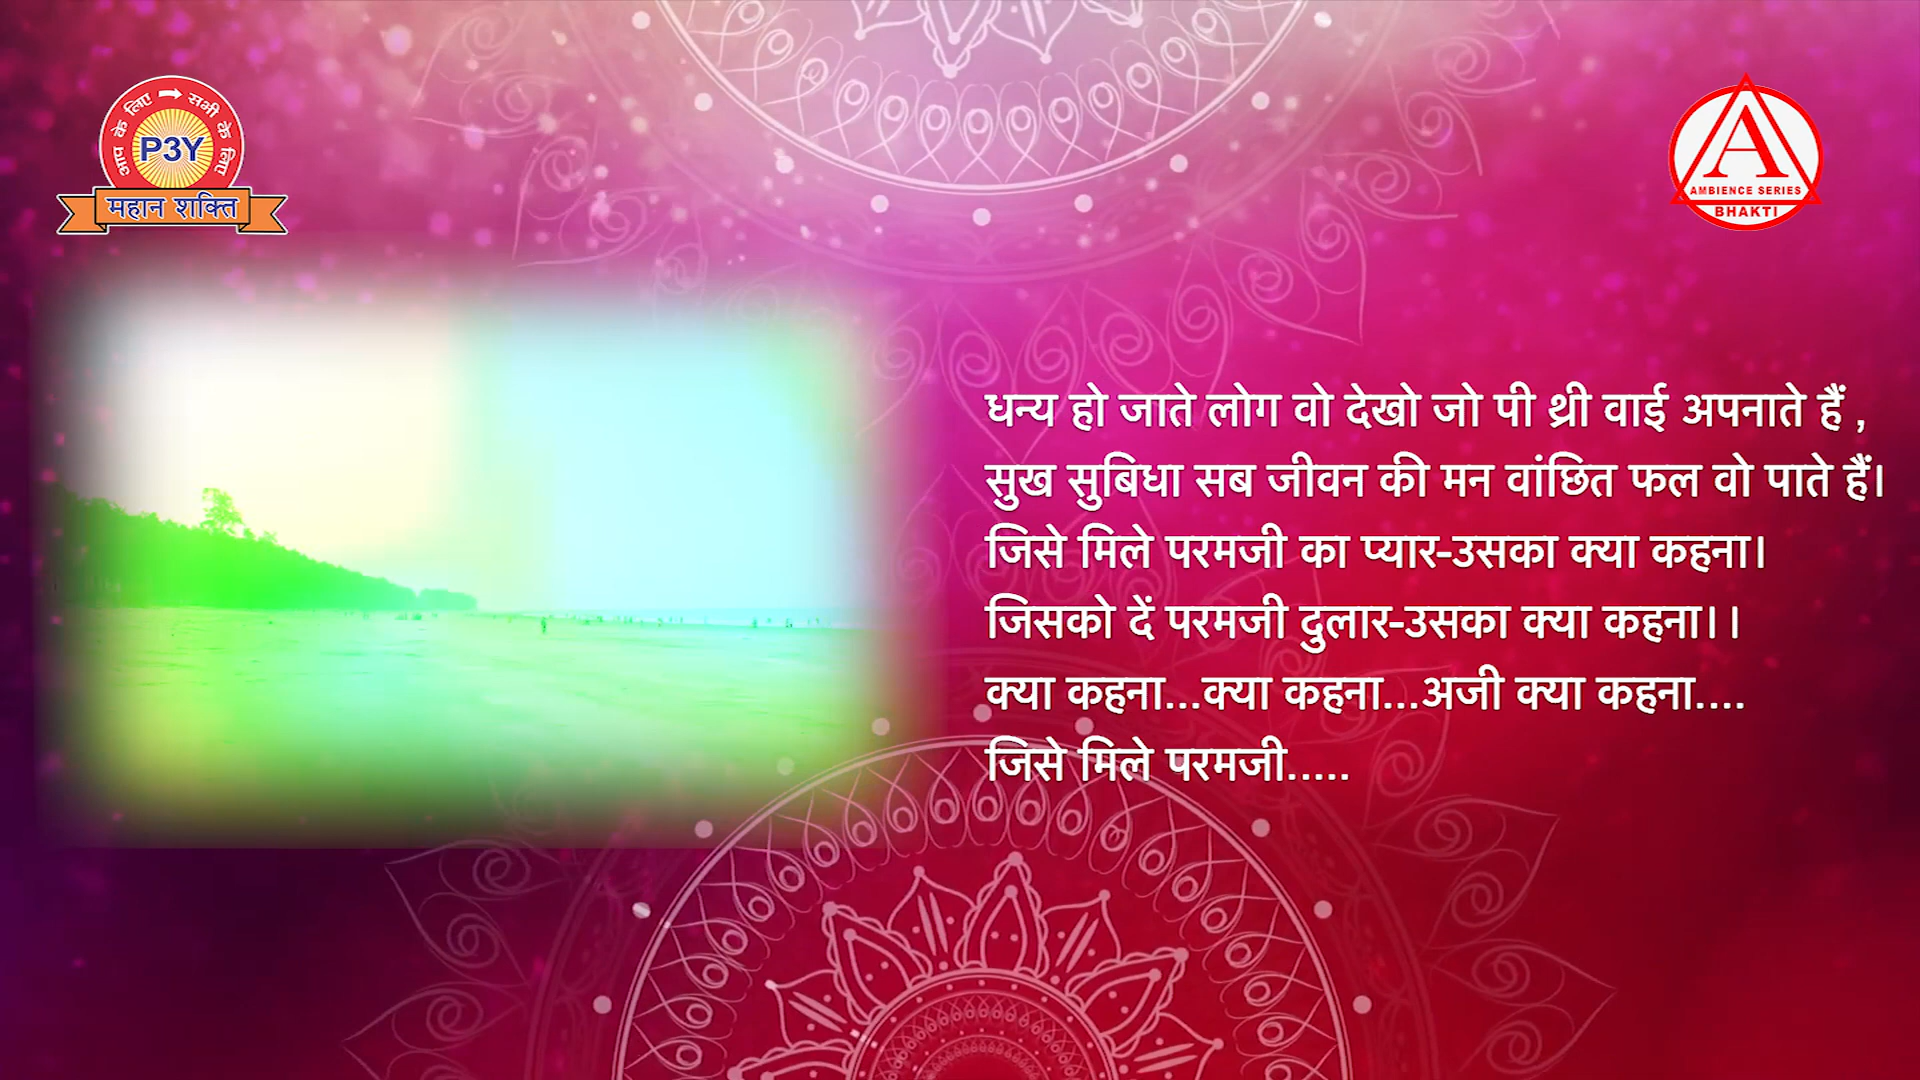 आप के लिए → सभी के लिए
P3Y
महान शक्ति
A
AMBIENCE SERIES
BHAKTI
धन्य हो जाते लोग वो देखो जो पी थ्री वाई अपनाते हैं ,
सुख सुबिधा सब जीवन की मन वांछित फल वो पाते हैं।
जिसे मिले परमजी का प्यार-उसका क्या कहना।
जिसको दें परमजी दुलार-उसका क्या कहना।।
क्या कहना...क्या कहना...अजी क्या कहना....
जिसे मिले परमजी.....